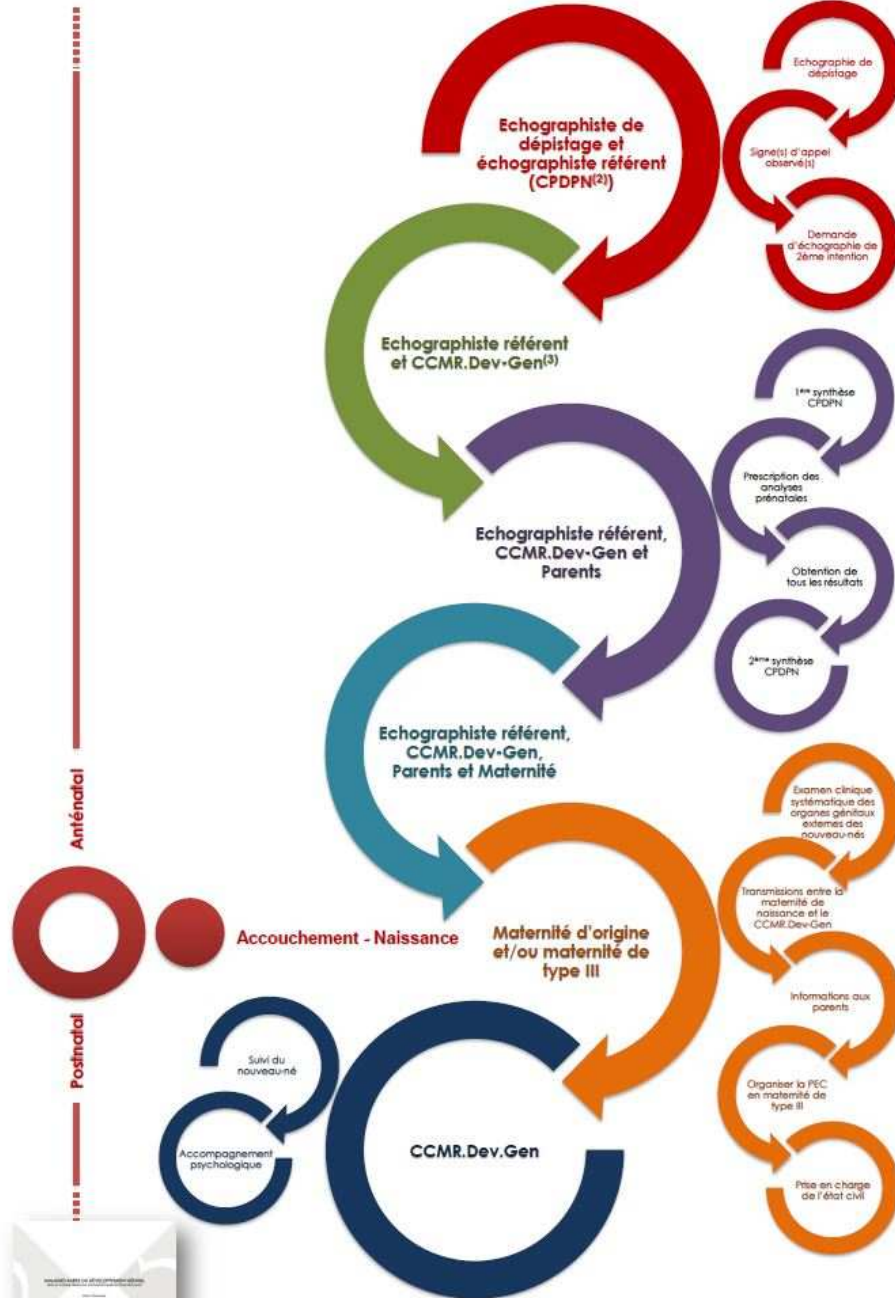 Echographiste de
dépistage et
échographiste référent
(CPDPN(2))
Echographie de
dépistage
Signe(s) d'appel
observé(s)
Demande
d'échographie de
2ème intention
Echographiste référent
et CCMR.Dev-Gen(3)
Echographiste référent,
CCMR.Dev-Gen et
Parents
1ère synthèse
CPDPN
Prescription des
analyses
prénatales
Obtention de
tous les résultats
2ème synthèse
CPDPN
Echographiste référent,
CCMR.Dev-Gen,
Parents et Maternité
Anténatal
Accouchement - Naissance
Postnatal
Maternité d'origine
et/ou maternité de
type III
Examen clinique
systématique des
organes génitaux
externes des
nouveau-nés
Transmissions entre la
maternité de
naissance et le
CCMR.Dev-Gen
Informations aux
parents
Organiser la PEC
en maternité de
type III
Prise en charge
de l'état civil
CCMR.Dev.Gen
Suivi du
nouveau-né
Accompagnement
psychologique